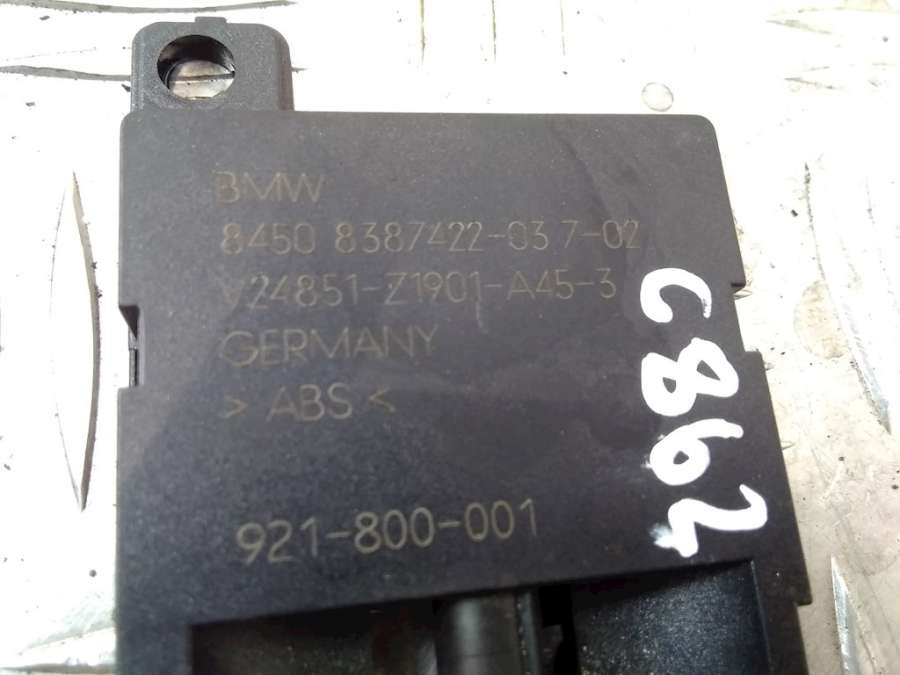 BMW
8450 8387422-03 7-02
V24851-Z1901-A45-3
GERMANY
> ABS <
921-800-001
C862